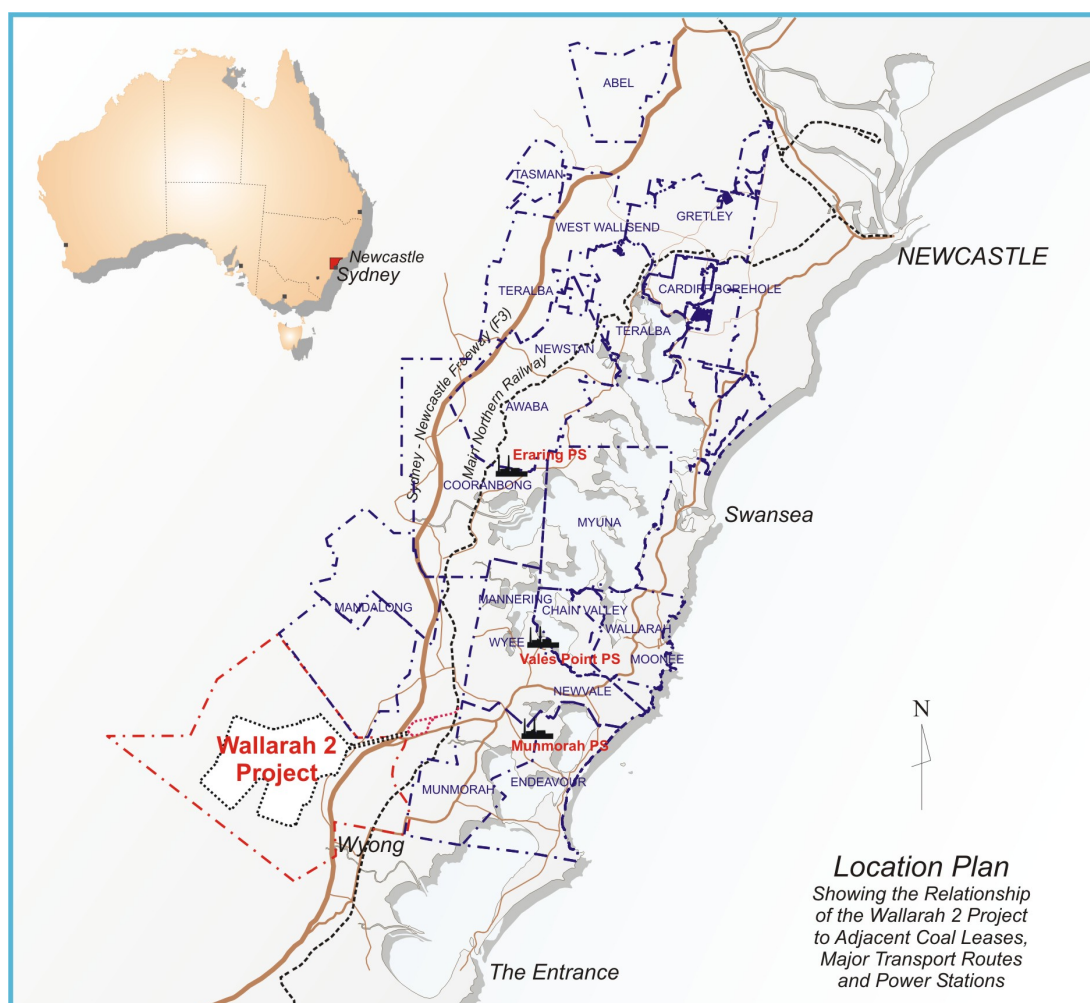 ABEL
TASMAN
WEST WALLSEND
GRETLEY
NEWCASTLE
Newcastle
Sydney
TERALBA
CARDIFF BOREHOLE
Sydney - Newcastle Freeway (F3)
NEWSTAN
TERALBA
Main Northern Railway
AWABA
Eraring PS
COORANBONG
MYUNA
Swansea
MANDALONG
MANNERING
CHAIN VALLEY
WYEE
WALLARAH
Vales Point PS
MOONEE
NEWVALE
N
Wallarah 2
Project
Munmorah PS
MUNMORAH
ENDEAVOUR
Wyong
The Entrance
Location Plan
Showing the Relationship
of the Wallarah 2 Project
to Adjacent Coal Leases,
Major Transport Routes
and Power Stations